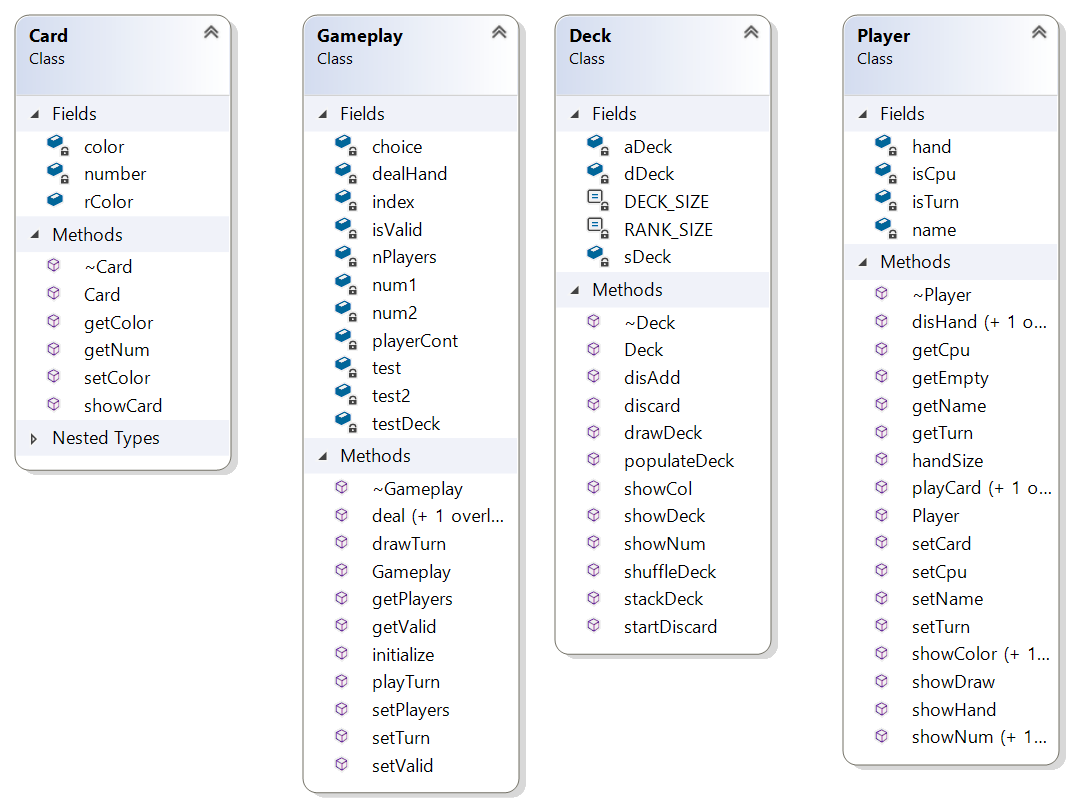 Card
Class
Fields
color
number
rColor
Methods
~Card
Card
getColor
getNum
setColor
showCard
Nested Types
Gameplay
Class
Fields
choice
dealHand
index
isValid
nPlayers
num1
num2
playerCont
test
test2
testDeck
Methods
~Gameplay
deal (+ 1 overl...
drawTurn
Gameplay
getPlayers
getValid
initialize
playTurn
setPlayers
setTurn
setValid
Deck
Class
Fields
aDeck
dDeck
DECK_SIZE
RANK_SIZE
sDeck
Methods
~Deck
Deck
disAdd
discard
drawDeck
populateDeck
showCol
showDeck
showNum
shuffleDeck
stackDeck
startDiscard
Player
Class
Fields
hand
isCpu
isTurn
name
Methods
~Player
disHand (+ 1 o...
getCpu
getEmpty
getName
getTurn
handSize
playCard (+ 1 o...
Player
setCard
setCpu
setName
setTurn
showColor (+ 1...
showDraw
showHand
showNum (+ 1...